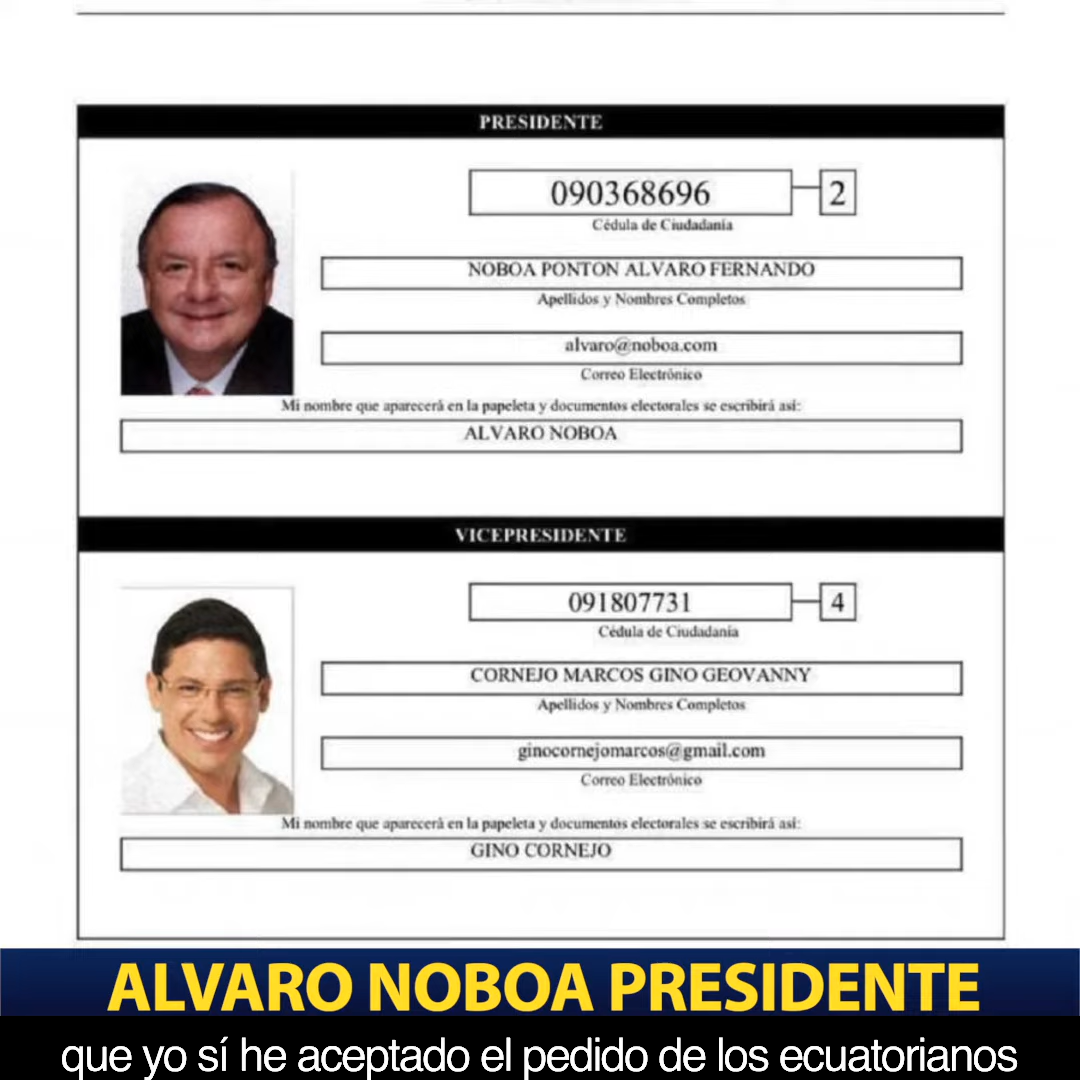 PRESIDENTE
090368696 2
Cédula de Ciudadanía
NOBOA PONTON ALVARO FERNANDO
Apellidos y Nombres Completos
alvaro@noboa.com
Correo Electrónico
Mi nombre que aparecerá en la papeleta y documentos electorales se escribirá así:
ALVARO NOBOA
VICEPRESIDENTE
091807731 4
Cédula de Ciudadanía
CORNEJO MARCOS GINO GEOVANNY
Apellidos y Nombres Completos
ginocornejomarcos@gmail.com
Correo Electrónico
Mi nombre que aparecerá en la papeleta y documentos electorales se escribirá así:
GINO CORNEJO
ALVARO NOBOA PRESIDENTE
que yo sí he aceptado el pedido de los ecuatorianos